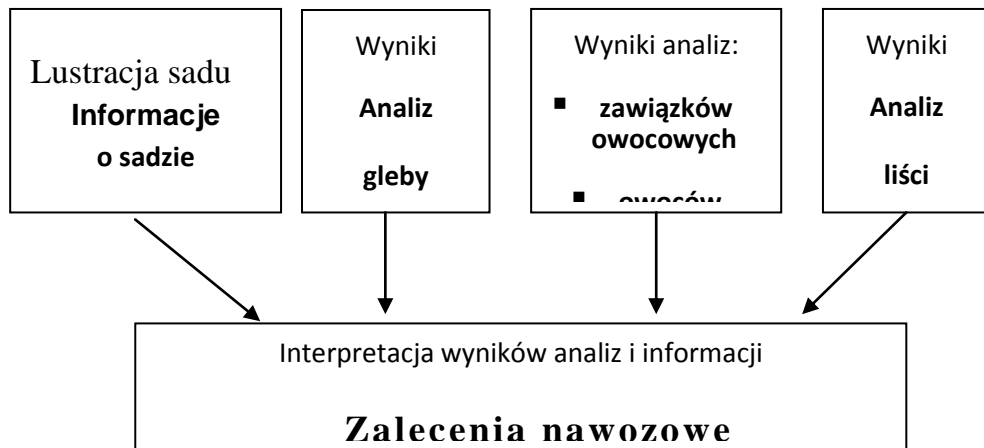 Lustracja sadu
Informacje
o sadzie
Wyniki
Analiz
gleby
Wyniki analiz:
▪ zawiązków
owocowych
▪ owoców
Wyniki
Analiz
liści
Interpretacja wyników analiz i informacji
Zalecenia nawozowe